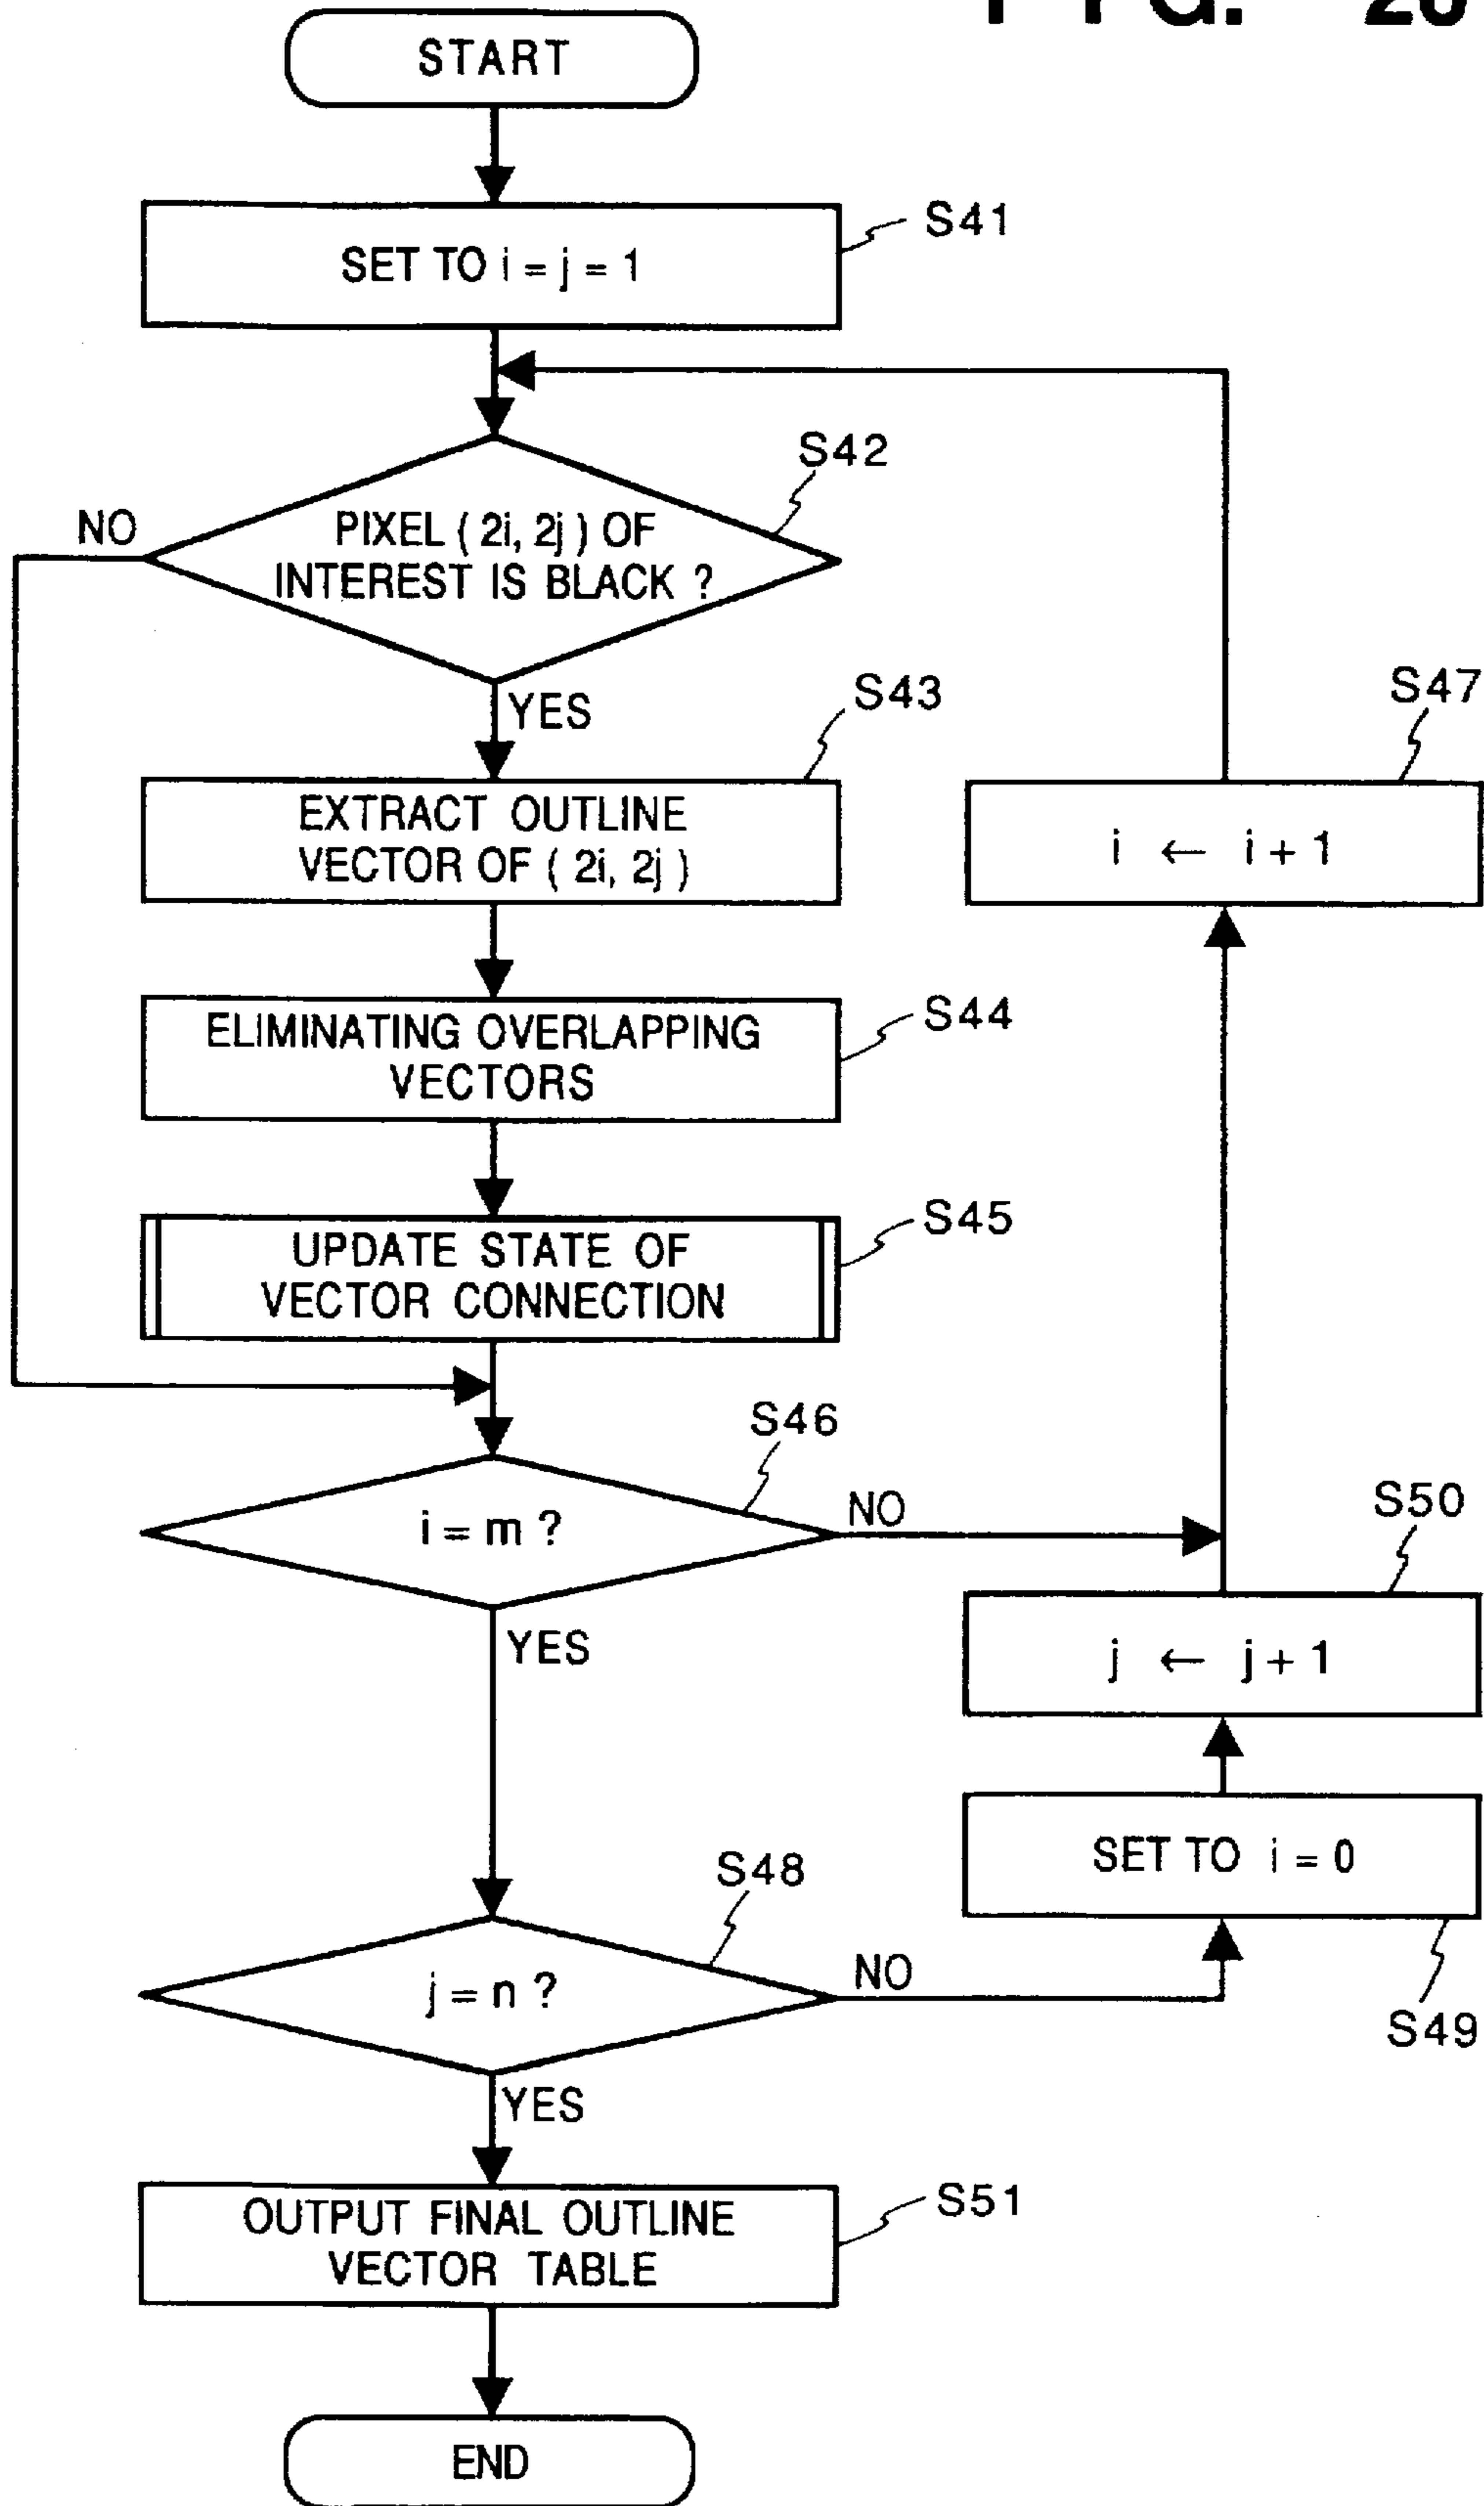 START
S41
SET TO i = j = 1
S42
NO
PIXEL ( 2i, 2j ) OF
INTEREST IS BLACK ?
YES
S43
S47
EXTRACT OUTLINE
VECTOR OF ( 2i, 2j )
i ← i + 1
S44
ELIMINATING OVERLAPPING
VECTORS
S45
UPDATE STATE OF
VECTOR CONNECTION
S46
i = m ?
NO
S50
YES
j ← j + 1
S48
SET TO i = 0
j = n ?
NO
S49
YES
S51
OUTPUT FINAL OUTLINE
VECTOR TABLE
END